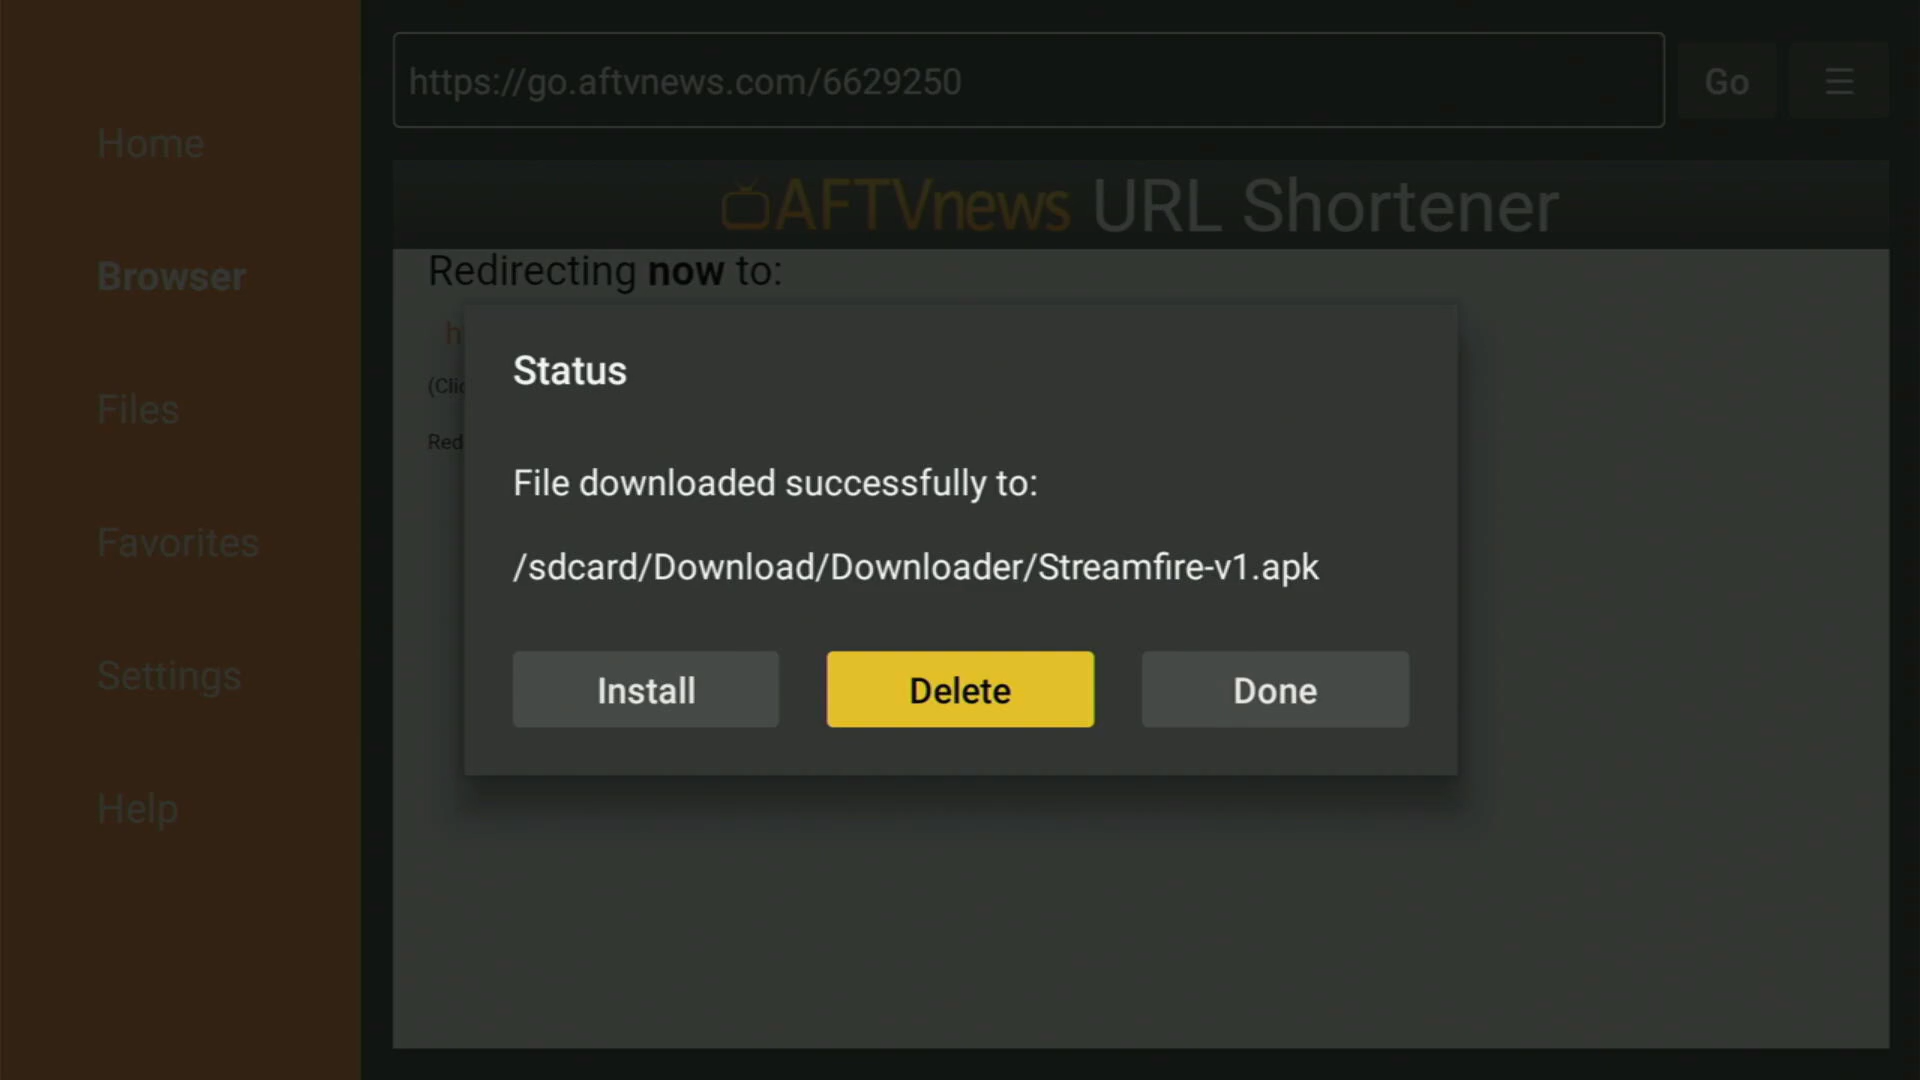 https://go.aftvnews.com/6629250
Go
Home
AFTVnews URL Shortener
Browser
Redirecting now to:
Status
Files
File downloaded successfully to:
Favorites
/sdcard/Download/Downloader/Streamfire-v1.apk
Settings
Install
Delete
Done
Help